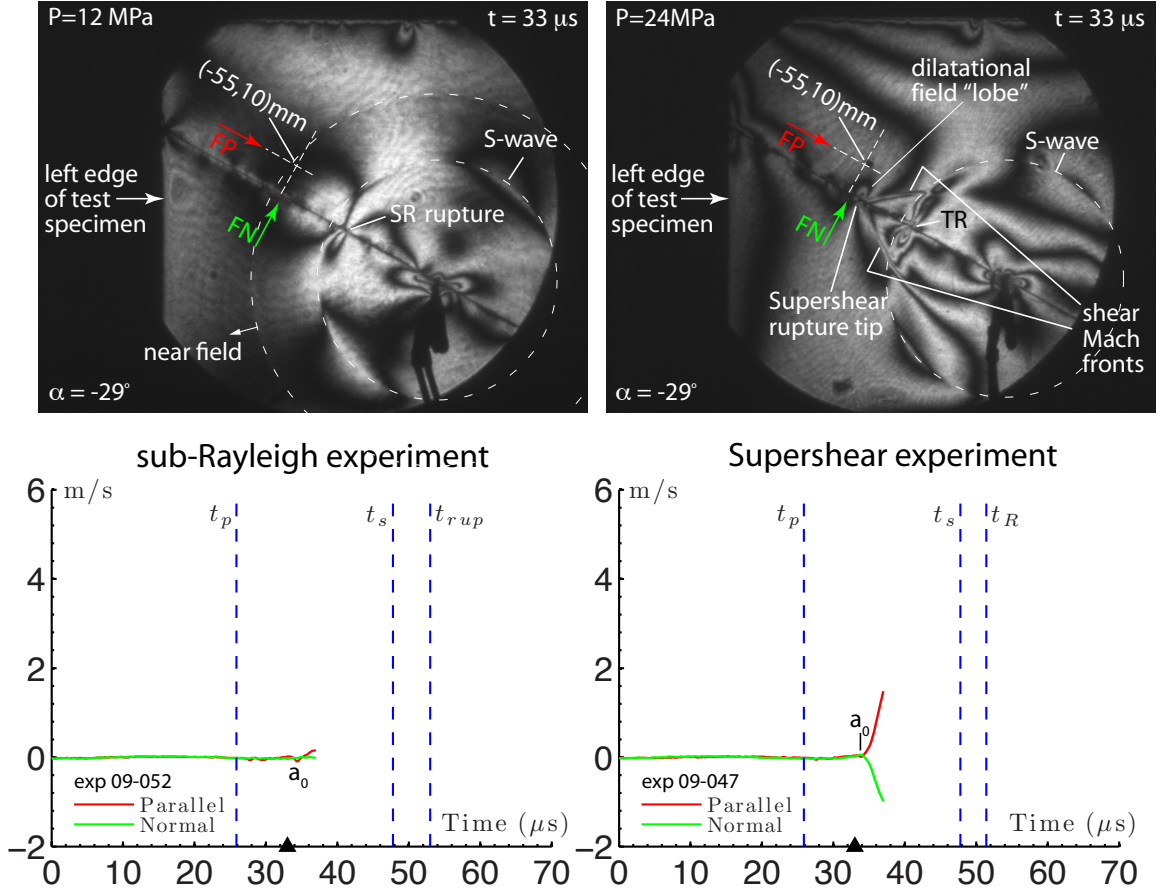 P=12 MPa
t = 33 μs
(-55,10)mm
FP
S-wave
left edge
of test
specimen
FN
SR rupture
near field
α = -29°
P=24MPa
t = 33 μs
dilatational
field "lobe"
(-55,10)mm
FP
S-wave
left edge
of test
specimen
FN
TR
Supershear
rupture tip
shear
Mach
fronts
α = -29°
sub-Rayleigh experiment
6
m/s
t_p
t_s
t_rup
4
2
0
a_0
exp 09-052
Parallel
Normal
Time (μs)
−2
0 10 20 30 40 50 60 70
Supershear experiment
6
m/s
t_p
t_s
t_R
4
2
a_0
0
exp 09-047
Parallel
Normal
Time (μs)
−2
0 10 20 30 40 50 60 70